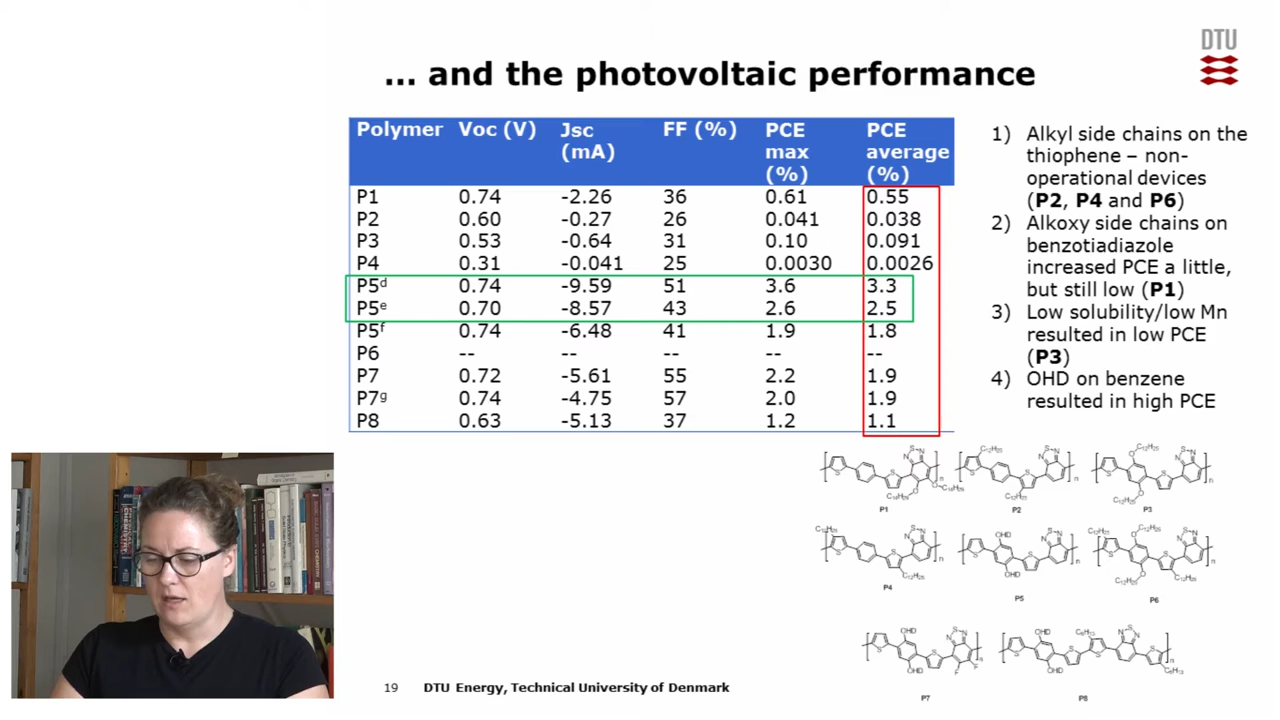 DTU
... and the photovoltaic performance
Polymer Voc (V) Jsc (mA) FF (%) PCE max (%) PCE average (%)
P1 0.74 -2.26 36 0.61 0.55
P2 0.60 -0.27 26 0.041 0.038
P3 0.53 -0.64 31 0.10 0.091
P4 0.31 -0.041 25 0.0030 0.0026
P5d 0.74 -9.59 51 3.6 3.3
P5e 0.70 -8.57 43 2.6 2.5
P5f 0.74 -6.48 41 1.9 1.8
P6 -- -- -- -- --
P7 0.72 -5.61 55 2.2 1.9
P7g 0.74 -4.75 57 2.0 1.9
P8 0.63 -5.13 37 1.2 1.1
1) Alkyl side chains on the
thiophene – non-
operational devices
(P2, P4 and P6)
2) Alkoxy side chains on
benzotiadiazole
increased PCE a little,
but still low (P1)
3) Low solubility/low Mn
resulted in low PCE
(P3)
4) OHD on benzene
resulted in high PCE
P1 P2 P3
P4 P5 P6
P7 P8
19 DTU Energy, Technical University of Denmark